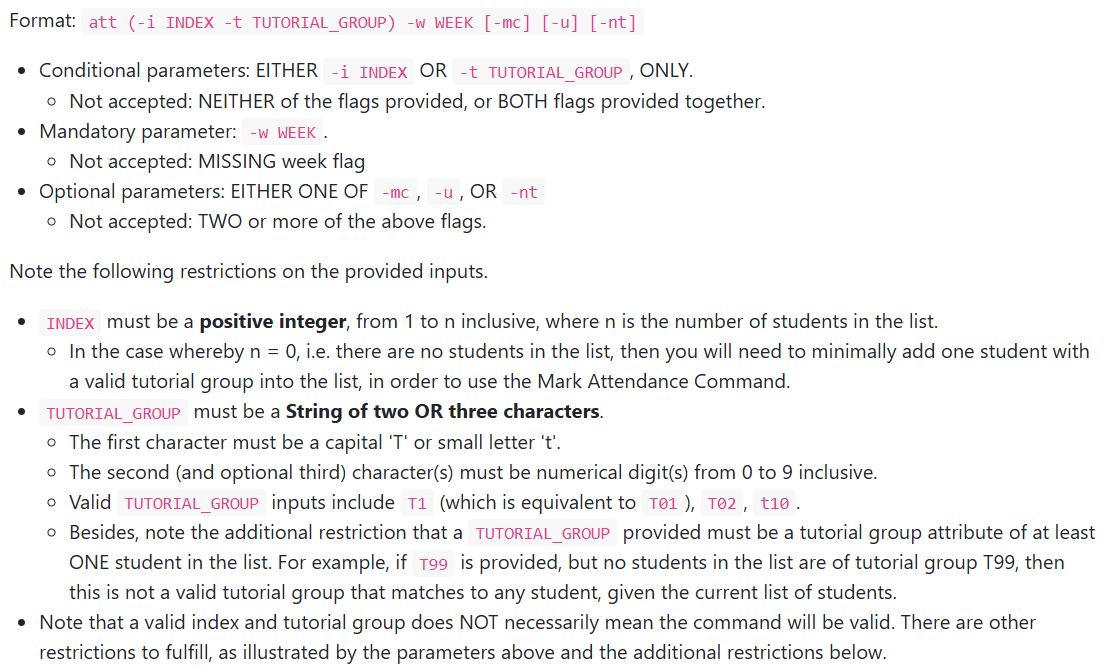 Format: att (-i INDEX -t TUTORIAL_GROUP) -w WEEK [-mc] [-u] [-nt]
• Conditional parameters: EITHER -i INDEX OR -t TUTORIAL_GROUP, ONLY.
◦ Not accepted: NEITHER of the flags provided, or BOTH flags provided together.
• Mandatory parameter: -w WEEK.
◦ Not accepted: MISSING week flag
• Optional parameters: EITHER ONE OF -mc, -u, OR -nt
◦ Not accepted: TWO or more of the above flags.
Note the following restrictions on the provided inputs.
• INDEX must be a positive integer, from 1 to n inclusive, where n is the number of students in the list.
◦ In the case whereby n = 0, i.e. there are no students in the list, then you will need to minimally add one student with
a valid tutorial group into the list, in order to use the Mark Attendance Command.
• TUTORIAL_GROUP must be a String of two OR three characters.
◦ The first character must be a capital 'T' or small letter 't'.
◦ The second (and optional third) character(s) must be numerical digit(s) from 0 to 9 inclusive.
◦ Valid TUTORIAL_GROUP inputs include T1 (which is equivalent to T01), T02, t10.
◦ Besides, note the additional restriction that a TUTORIAL_GROUP provided must be a tutorial group attribute of at least
ONE student in the list. For example, if T99 is provided, but no students in the list are of tutorial group T99, then
this is not a valid tutorial group that matches to any student, given the current list of students.
• Note that a valid index and tutorial group does NOT necessarily mean the command will be valid. There are other
restrictions to fulfill, as illustrated by the parameters above and the additional restrictions below.